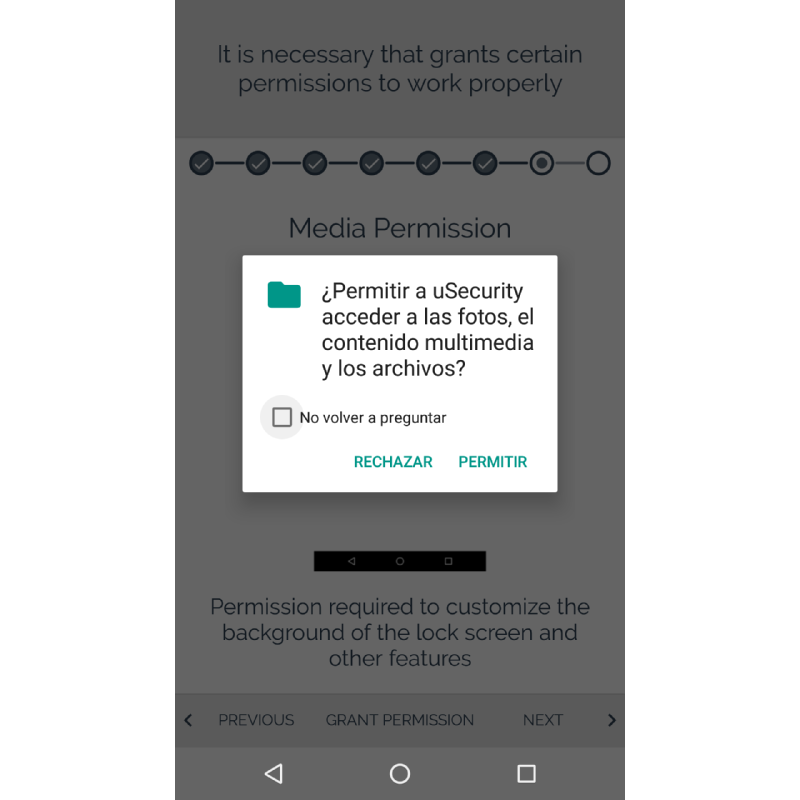 It is necessary that grants certain
permissions to work properly
Media Permission
¿Permitir a uSecurity
acceder a las fotos, el
contenido multimedia
y los archivos?
No volver a preguntar
RECHAZAR PERMITIR
Permission required to customize the
background of the lock screen and
other features
PREVIOUS GRANT PERMISSION NEXT